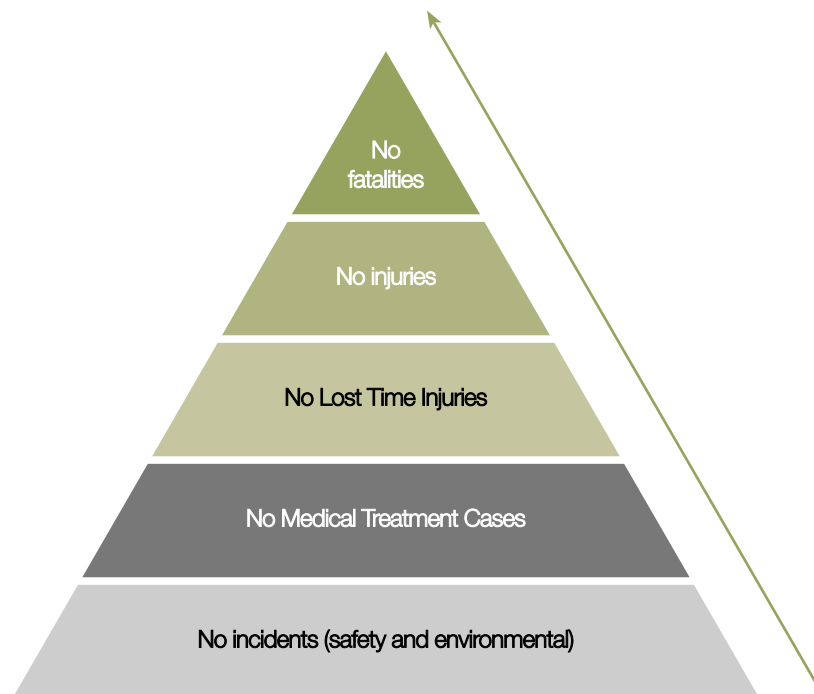 No
fatalities
No injuries
No Lost Time Injuries
No Medical Treatment Cases
No incidents (safety and environmental)